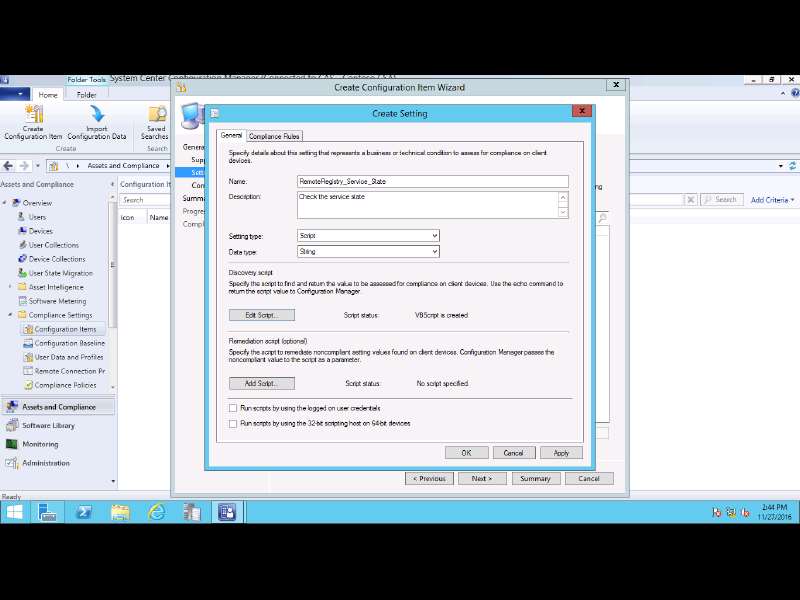 Folder Tools
System Center Configuration Manager (Connected to CAS - Contoso CSA)
Create Configuration Item Wizard
Home
Folder
Create
Configuration Item
Import
Configuration Data
Saved
Searches
Create
Search
\ Assets and Compliance
Assets and Compliance
Overview
Users
Devices
User Collections
Device Collections
User State Migration
Asset Intelligence
Software Metering
Compliance Settings
Configuration Items
Configuration Baseline
User Data and Profiles
Remote Connection Pr
Compliance Policies
Assets and Compliance
Software Library
Monitoring
Administration
Ready
Configuration It
Search
Icon
Name
Search
Add Criteria
Genera
Supp
Sett
Com
Summa
Progre
Compl
Create Setting
General
Compliance Rules
Specify details about this setting that represents a business or technical condition to assess for compliance on client
devices.
Name:
RemoteRegistry_Service_State
Description:
Check the service state
Setting type:
Script
Data type:
String
Discovery script
Specify the script to find and return the value to be assessed for compliance on client devices. Use the echo command to
return the script value to Configuration Manager.
Edit Script...
Script status:
VBScript is created
Remediation script (optional)
Specify the script to remediate noncompliant setting values found on client devices. Configuration Manager passes the
noncompliant value to the script as a parameter.
Add Script...
Script status:
No script specified.
Run scripts by using the logged on user credentials
Run scripts by using the 32-bit scripting host on 64-bit devices
OK
Cancel
Apply
< Previous
Next >
Summary
Cancel
2:44 PM
11/27/2016